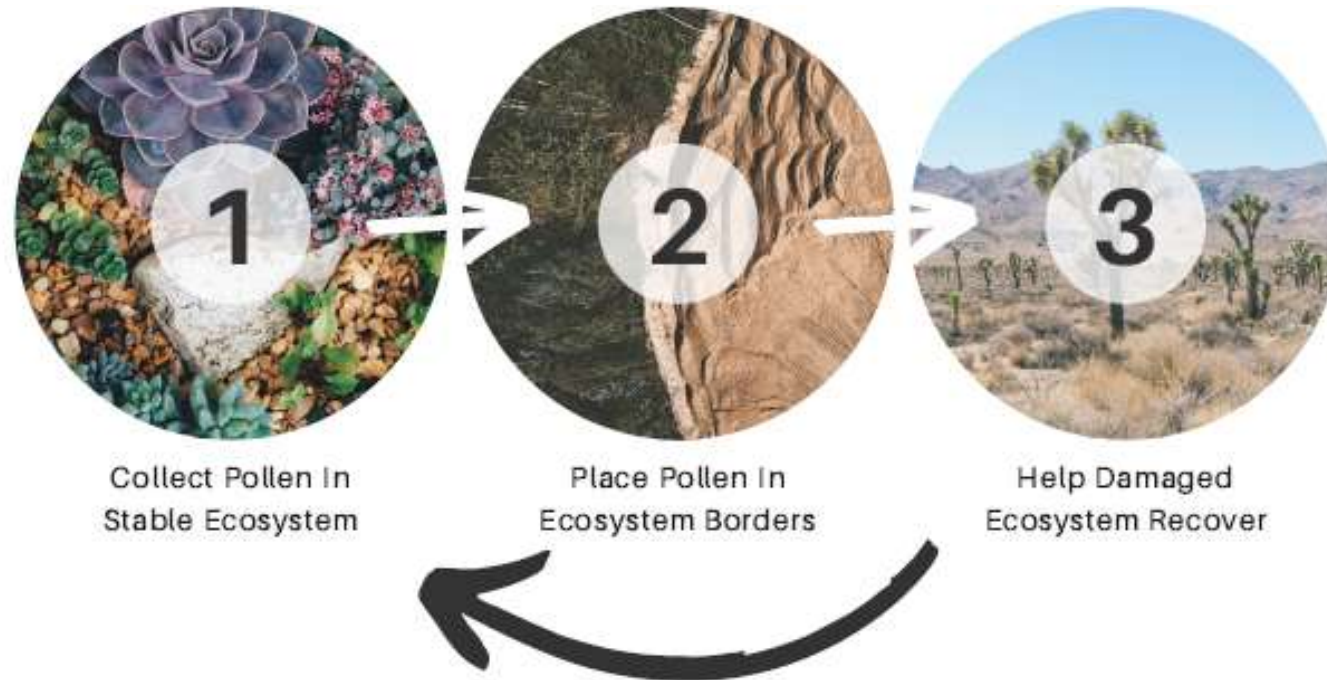 1
Collect Pollen In
Stable Ecosystem
2
Place Pollen In
Ecosystem Borders
3
Help Damaged
Ecosystem Recover